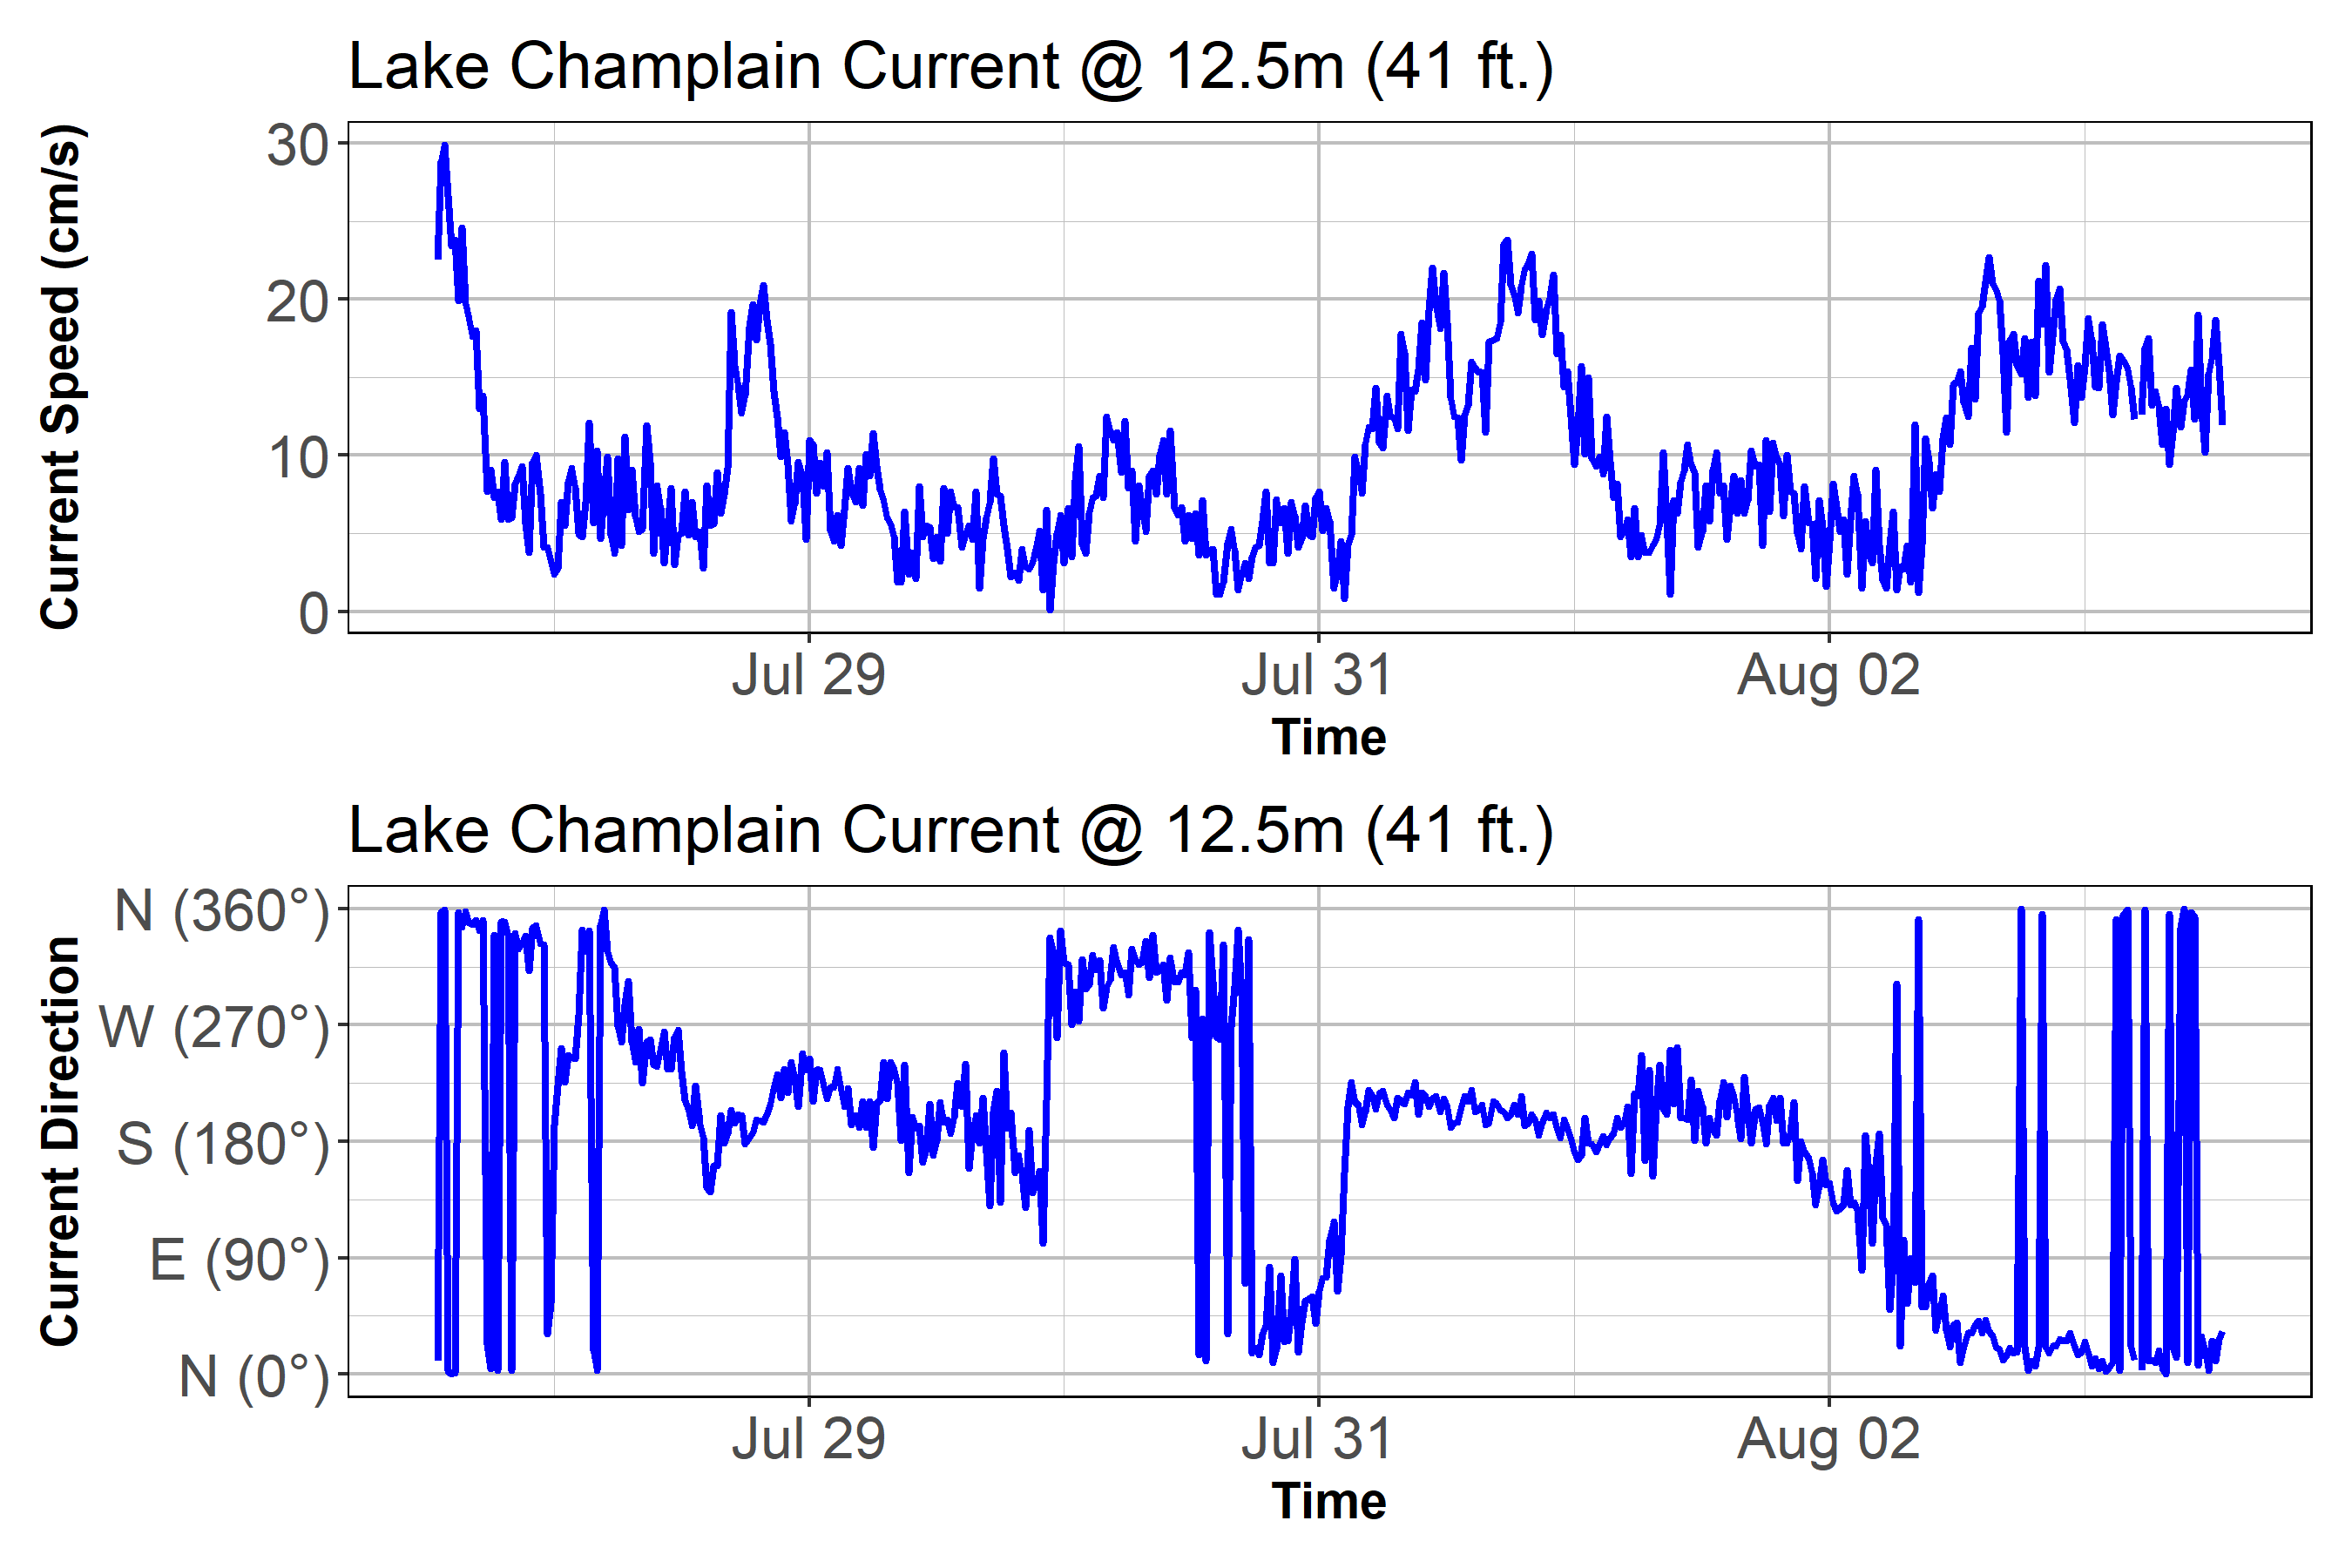 Lake Champlain Current @ 12.5m (41 ft.)
Current Speed (cm/s)
30
20
10
0
Jul 29
Jul 31
Aug 02
Time
Lake Champlain Current @ 12.5m (41 ft.)
Current Direction
N (360°)
W (270°)
S (180°)
E (90°)
N (0°)
Jul 29
Jul 31
Aug 02
Time